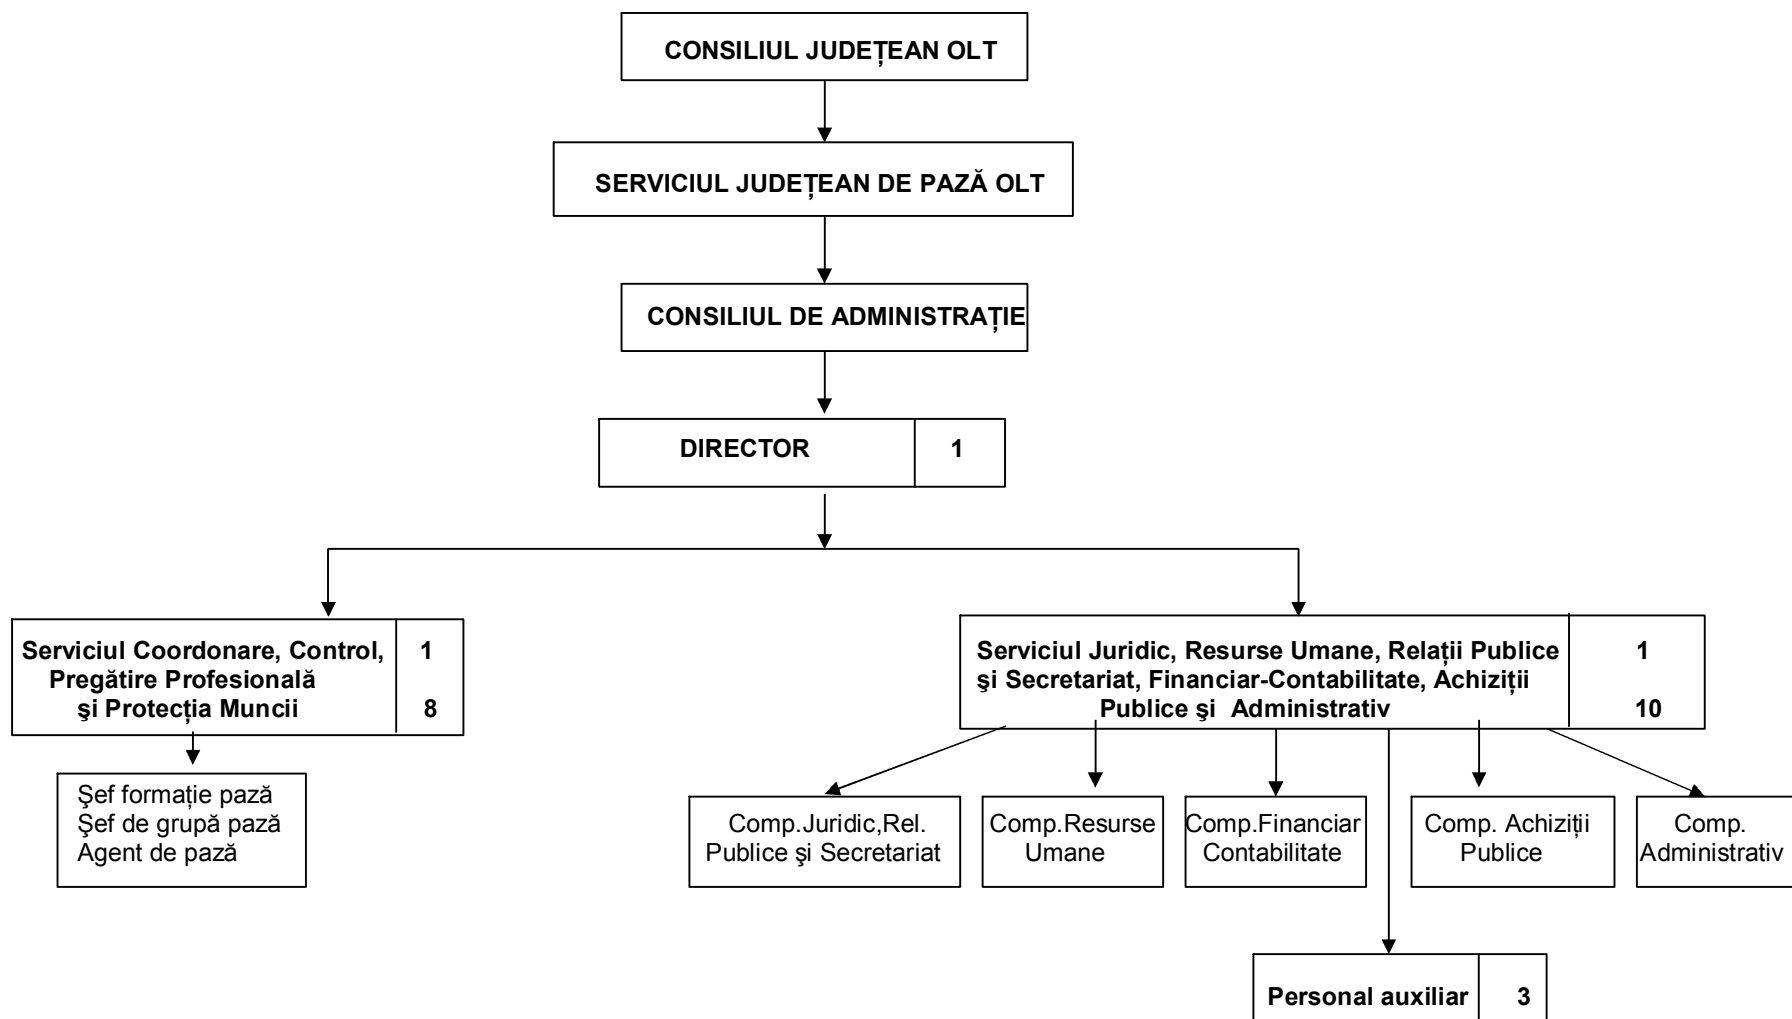 CONSILIUL JUDEȚEAN OLT
SERVICIUL JUDEȚEAN DE PAZĂ OLT
CONSILIUL DE ADMINISTRAȚIE
DIRECTOR 1
Serviciul Coordonare, Control, 1
Pregătire Profesională
şi Protecția Muncii 8
Serviciul Juridic, Resurse Umane, Relații Publice 1
şi Secretariat, Financiar-Contabilitate, Achiziții
Publice şi Administrativ 10
Şef formație pază
Şef de grupă pază
Agent de pază
Comp.Juridic,Rel.
Publice şi Secretariat
Comp.Resurse
Umane
Comp.Financiar
Contabilitate
Comp. Achiziții
Publice
Comp.
Administrativ
Personal auxiliar 3